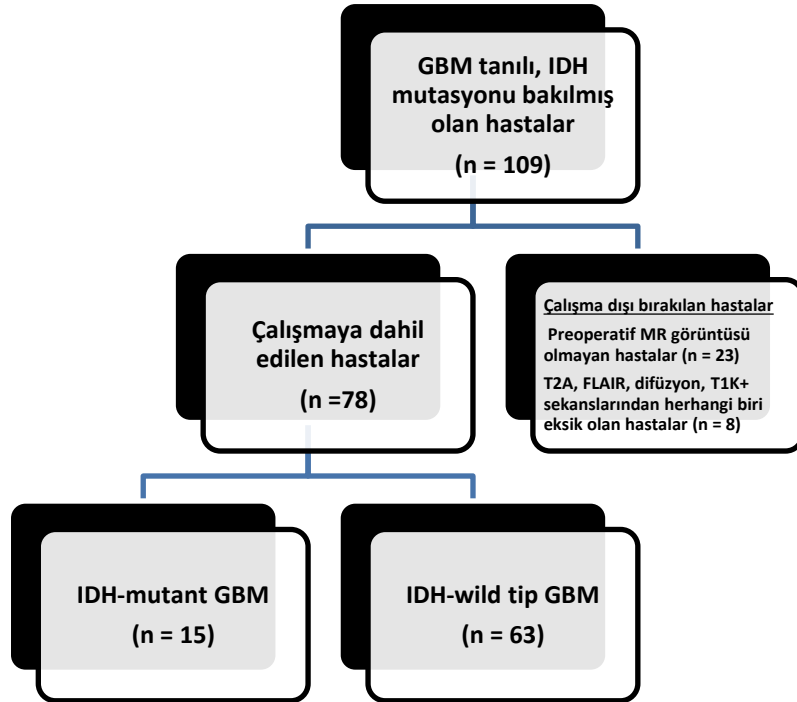 GBM tanılı, IDH
mutasyonu bakılmış
olan hastalar
(n = 109)
Çalışmaya dahil
edilen hastalar
(n =78)
Çalışma dışı bırakılan hastalar
Preoperatif MR görüntüsü
olmayan hastalar (n = 23)
T2A, FLAIR, difüzyon, T1K+
sekanslarından herhangi biri
eksik olan hastalar (n = 8)
IDH-mutant GBM
(n = 15)
IDH-wild tip GBM
(n = 63)